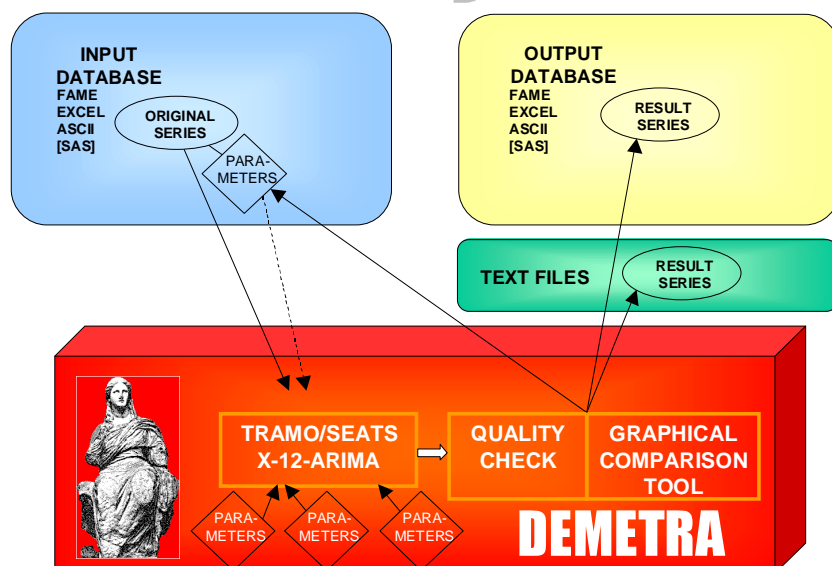 INPUT
DATABASE
FAME
EXCEL
ASCII
[SAS]
ORIGINAL
SERIES
PARA-
METERS
OUTPUT
DATABASE
FAME
EXCEL
ASCII
[SAS]
RESULT
SERIES
TEXT FILES
RESULT
SERIES
TRAMO/SEATS
X-12-ARIMA
QUALITY
CHECK
GRAPHICAL
COMPARISON
TOOL
PARA-
METERS
PARA-
METERS
PARA-
METERS
DEMETRA